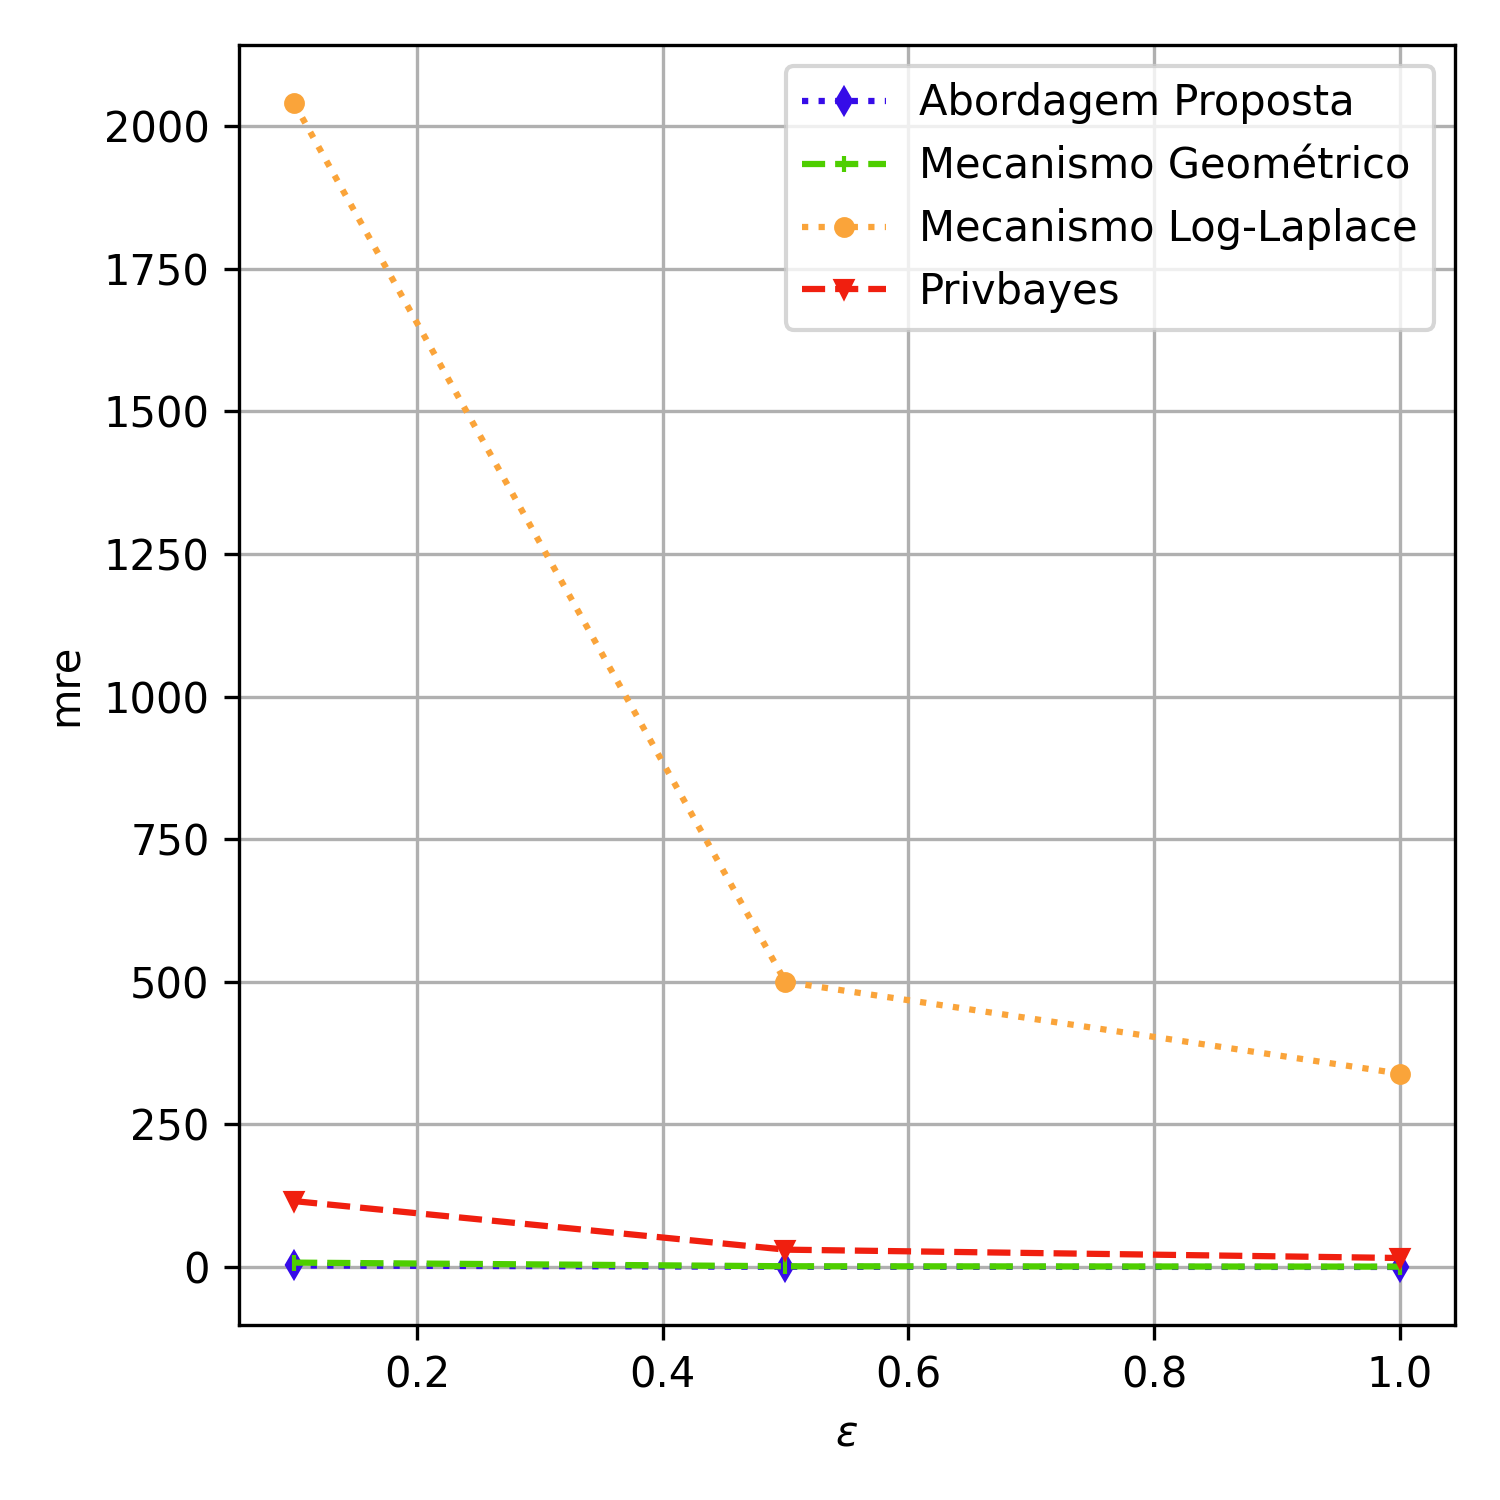 Abordagem Proposta
Mecanismo Geométrico
Mecanismo Log-Laplace
Privbayes
2000
1750
1500
1250
1000
750
500
250
0
mre
0.2 0.4 0.6 0.8 1.0
ε